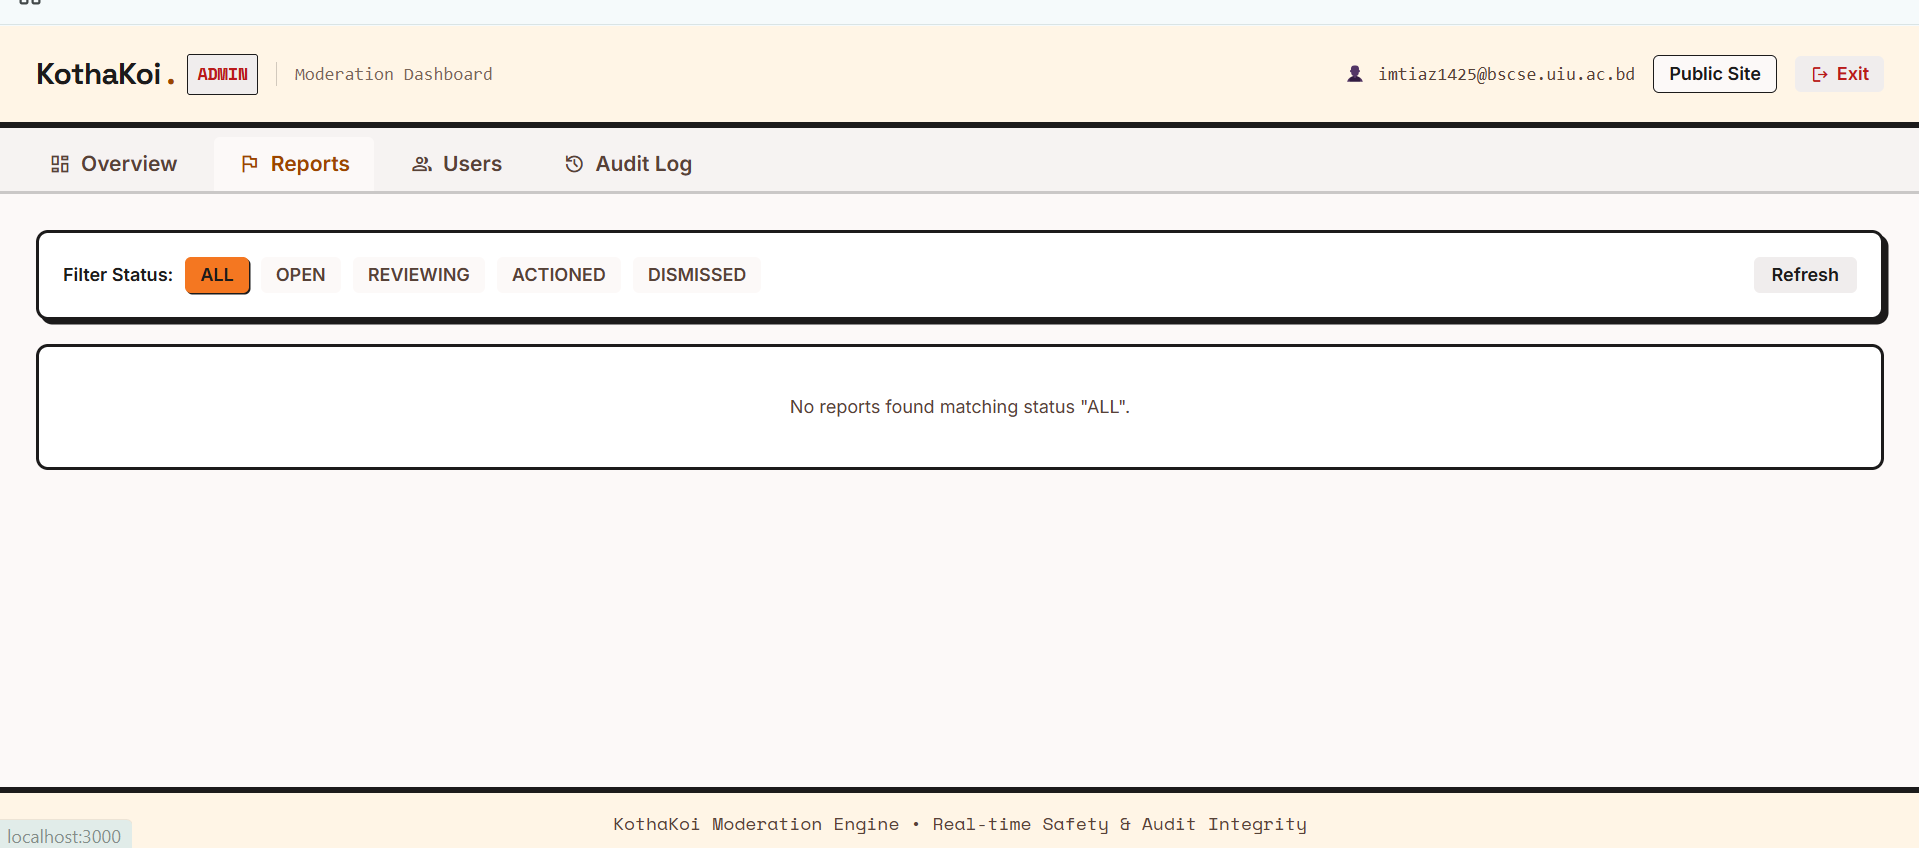 KothaKoi. ADMIN Moderation Dashboard imtiaz1425@bscse.uiu.ac.bd Public Site Exit
Overview Reports Users Audit Log
Filter Status: ALL OPEN REVIEWING ACTIONED DISMISSED Refresh
No reports found matching status "ALL".
KothaKoi Moderation Engine • Real-time Safety & Audit Integrity
localhost:3000